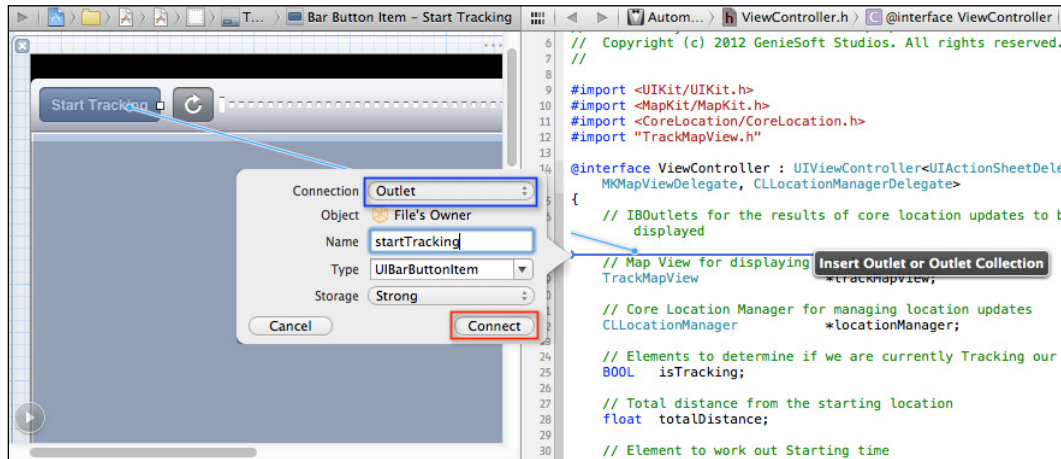 T... Bar Button Item – Start Tracking
Autom... h ViewController.h C @interface ViewController
Start Tracking
Connection Outlet
Object File's Owner
Name startTracking
Type UIBarButtonItem
Storage Strong
Cancel Connect
6 // Copyright (c) 2012 GenieSoft Studios. All rights reserved.
7 //
8
9 #import <UIKit/UIKit.h>
10 #import <MapKit/MapKit.h>
11 #import <CoreLocation/CoreLocation.h>
12 #import "TrackMapView.h"
13
14 @interface ViewController : UIViewController<UIActionSheetDele
MKMapViewDelegate, CLLocationManagerDelegate>
{
// IBOutlets for the results of core location updates to b
displayed
// Map View for displaying
Insert Outlet or Outlet Collection
TrackMapView *trackMapView;
// Core Location Manager for managing location updates
CLLocationManager *locationManager;
24 // Elements to determine if we are currently Tracking our
25 BOOL isTracking;
26
27 // Total distance from the starting location
28 float totalDistance;
29
30 // Element to work out Starting time